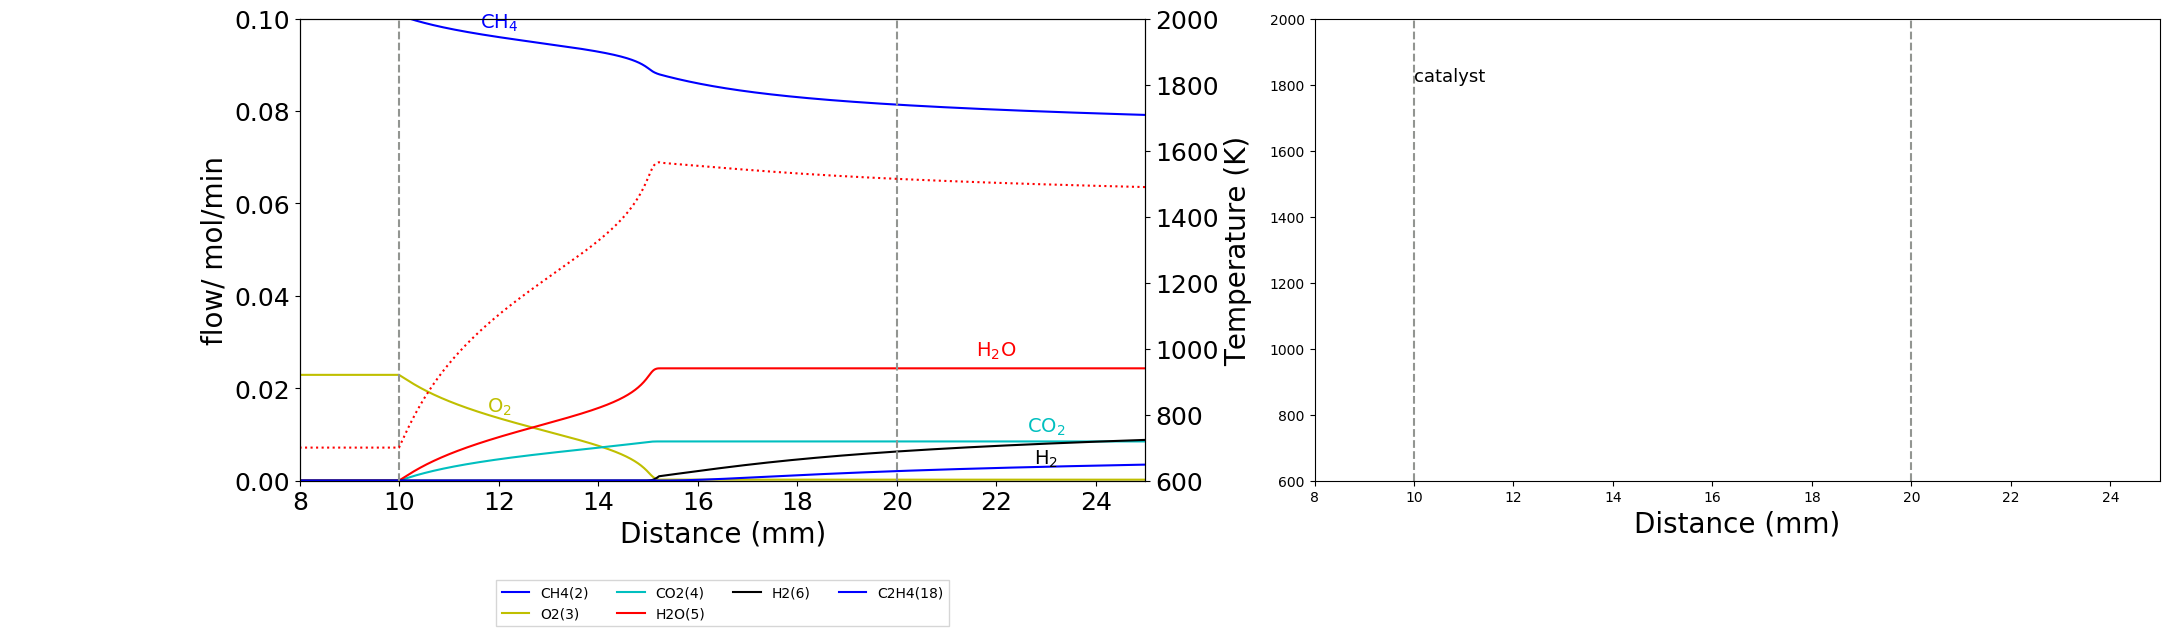 0.10
0.08
0.06
0.04
0.02
0.00
flow/ mol/min
CH4
O2
H2O
CO2
H2
8 10 12 14 16 18 20 22 24
Distance (mm)
2000
1800
1600
1400
1200
1000
800
600
Temperature (K)
CH4(2) CO2(4) H2(6) C2H4(18)
O2(3) H2O(5)
2000
1800
1600
1400
1200
1000
800
600
catalyst
8 10 12 14 16 18 20 22 24
Distance (mm)